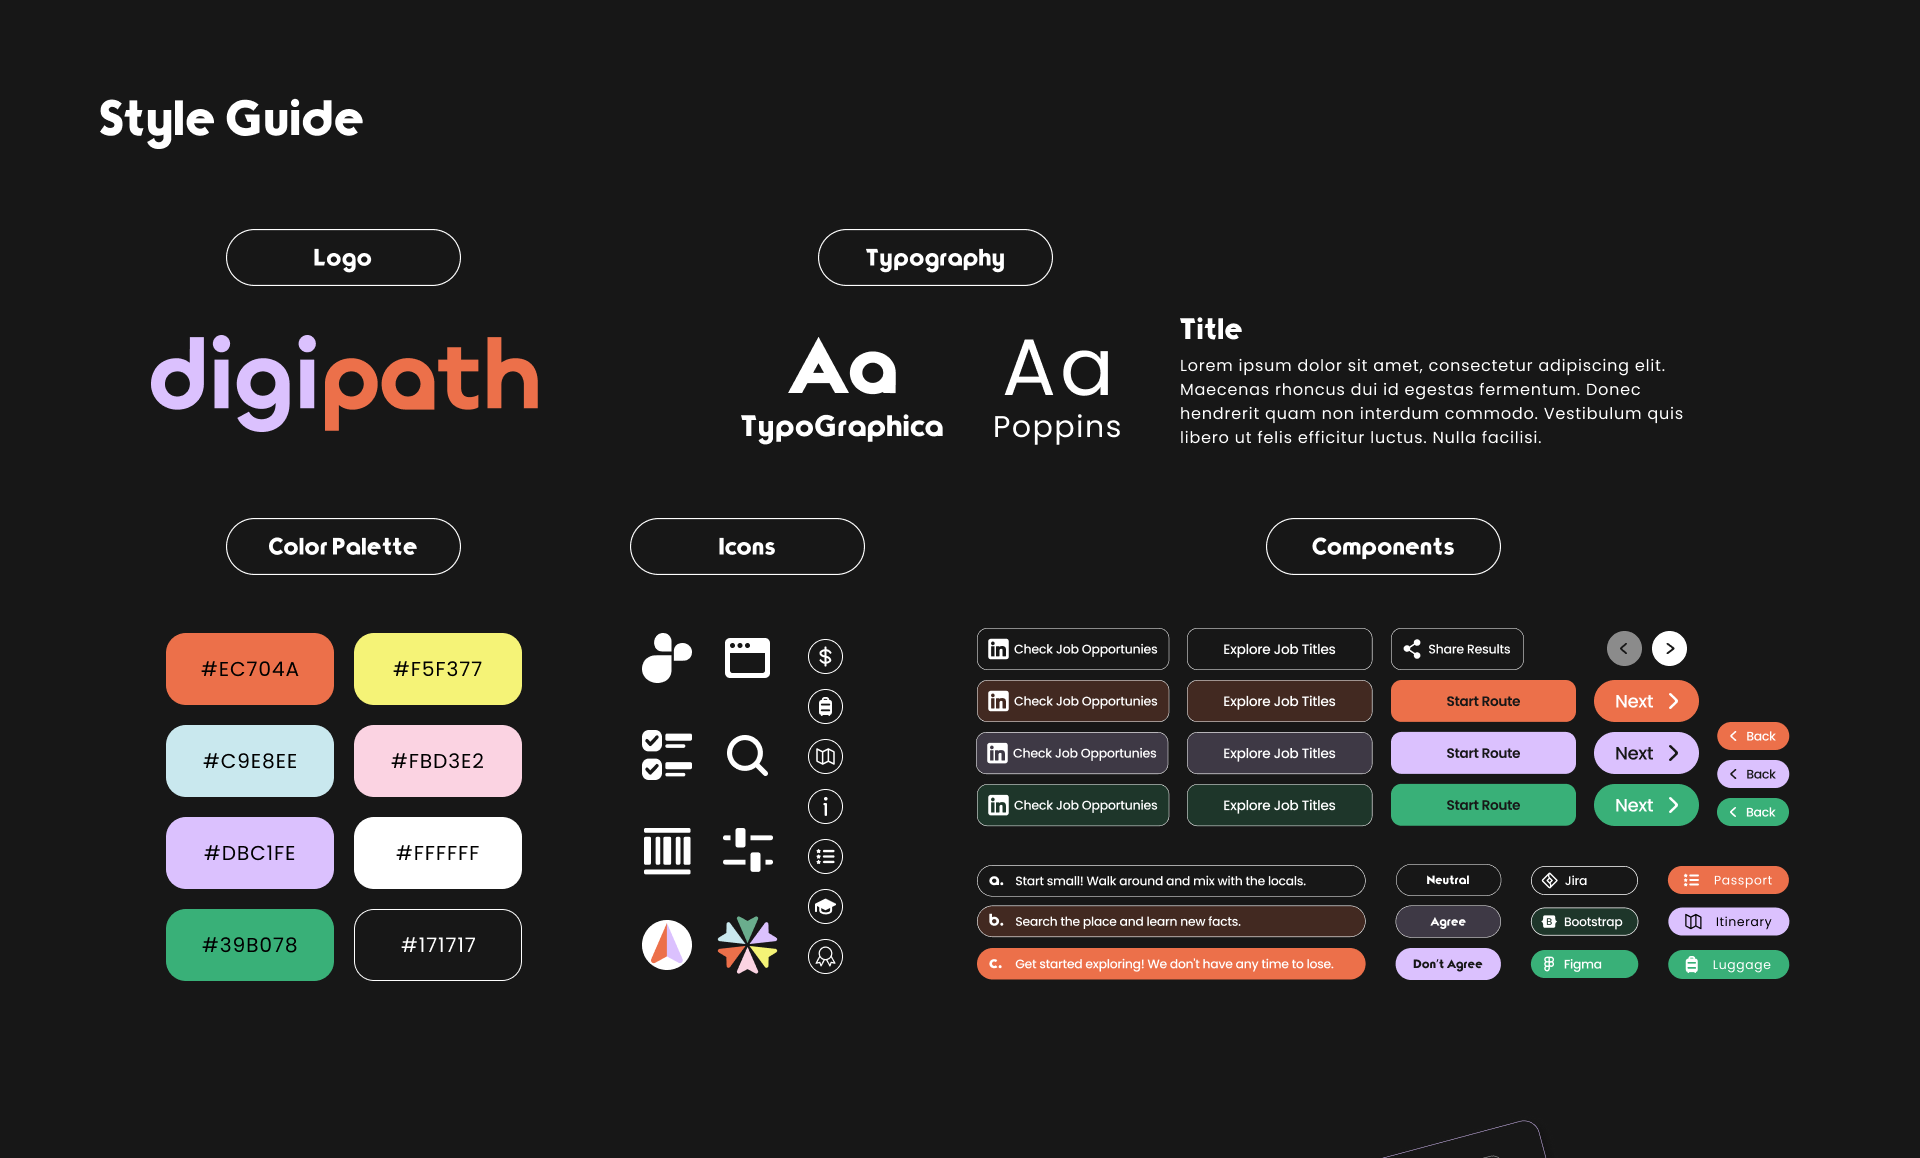 Style Guide
Logo
Typography
digipath
Aa
TypoGraphica
Aa
Poppins
Title
Lorem ipsum dolor sit amet, consectetur adipiscing elit.
Maecenas rhoncus dui id egestas fermentum. Donec
hendrerit quam non interdum commodo. Vestibulum quis
libero ut felis efficitur luctus. Nulla facilisi.
Color Palette
Icons
Components
#EC704A
#F5F377
#C9E8EE
#FBD3E2
#DBC1FE
#FFFFFF
#39B078
#171717
$
i
in Check Job Opportunies
Explore Job Titles
Share Results
in Check Job Opportunies
Explore Job Titles
Start Route
Next
in Check Job Opportunies
Explore Job Titles
Start Route
Next
in Check Job Opportunies
Explore Job Titles
Start Route
Next
Back
Back
Back
a. Start small! Walk around and mix with the locals.
b. Search the place and learn new facts.
c. Get started exploring! We don't have any time to lose.
Neutral
Agree
Don't Agree
Jira
B Bootstrap
Figma
Passport
Itinerary
Luggage